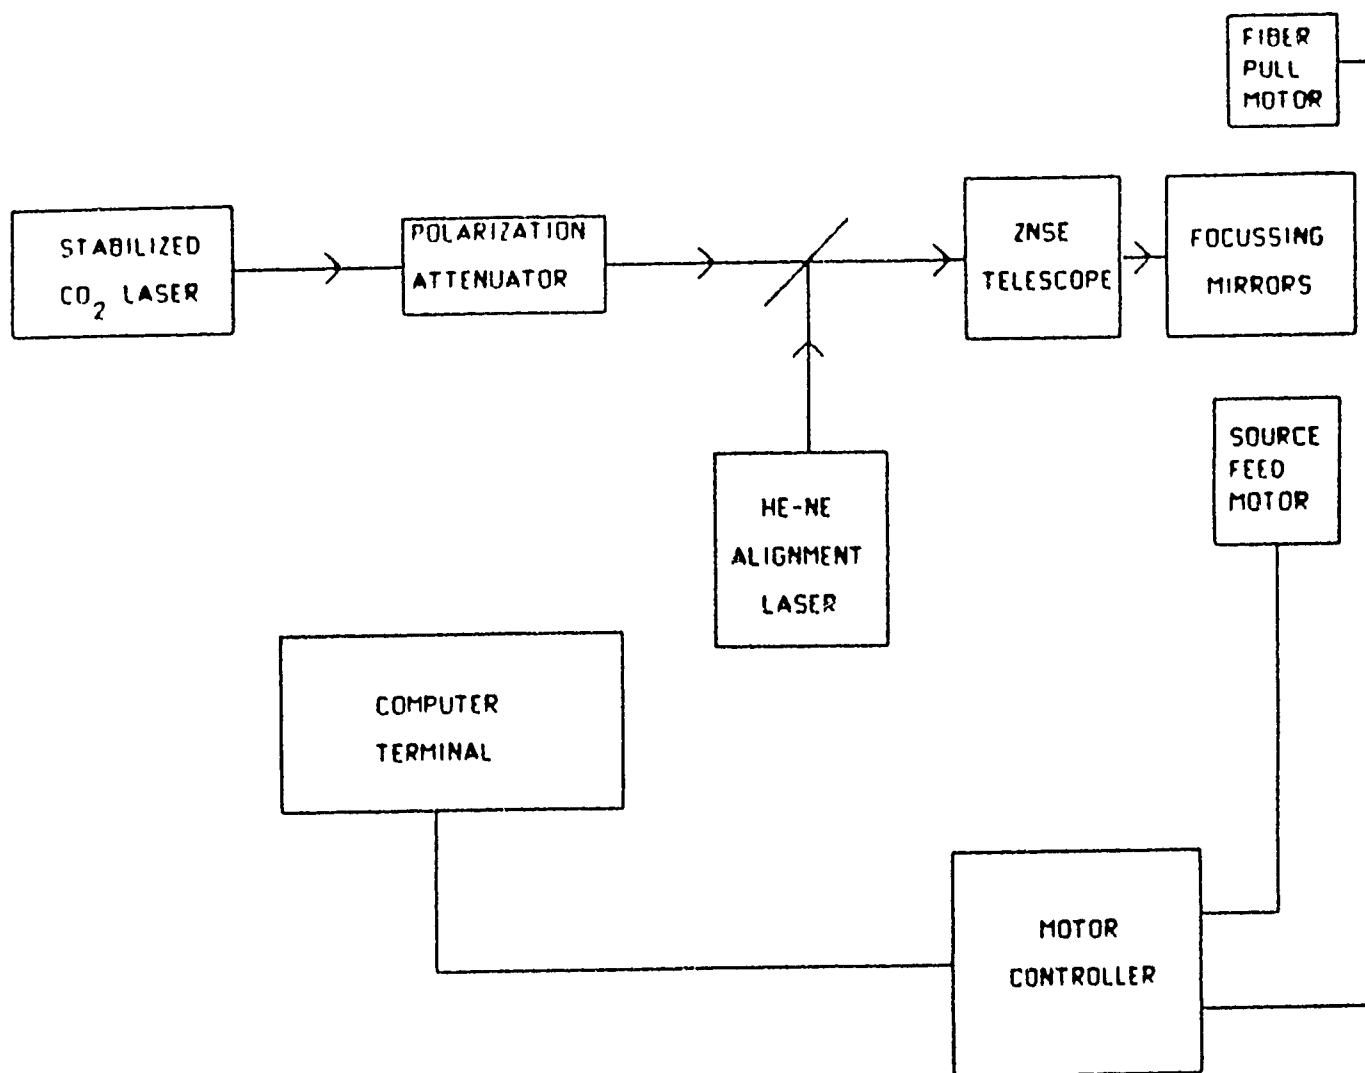 FIBER
PULL
MOTOR
STABILIZED
CO2 LASER
POLARIZATION
ATTENUATOR
ZNSE
TELESCOPE
FOCUSSING
MIRRORS
HE-NE
ALIGNMENT
LASER
SOURCE
FEED
MOTOR
COMPUTER
TERMINAL
MOTOR
CONTROLLER